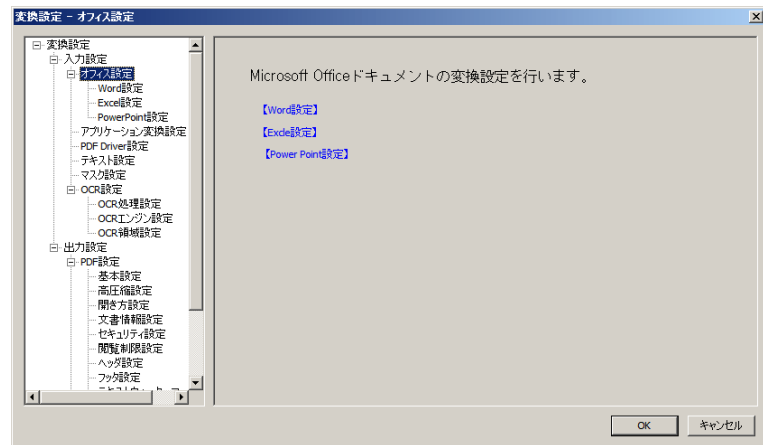 変換設定 - オフィス設定
変換設定
入力設定
オフィス設定
Word設定
Excel設定
PowerPoint設定
アプリケーション変換設定
PDF Driver設定
テキスト設定
マスク設定
OCR設定
OCR処理設定
OCRエンジン設定
OCR領域設定
出力設定
PDF設定
基本設定
高圧縮設定
開き方設定
文書情報設定
セキュリティ設定
閲覧制限設定
ヘッダ設定
フッタ設定
Microsoft Officeドキュメントの変換設定を行います。
【Word設定】
【Excle設定】
【Power Point設定】
OK
キャンセル